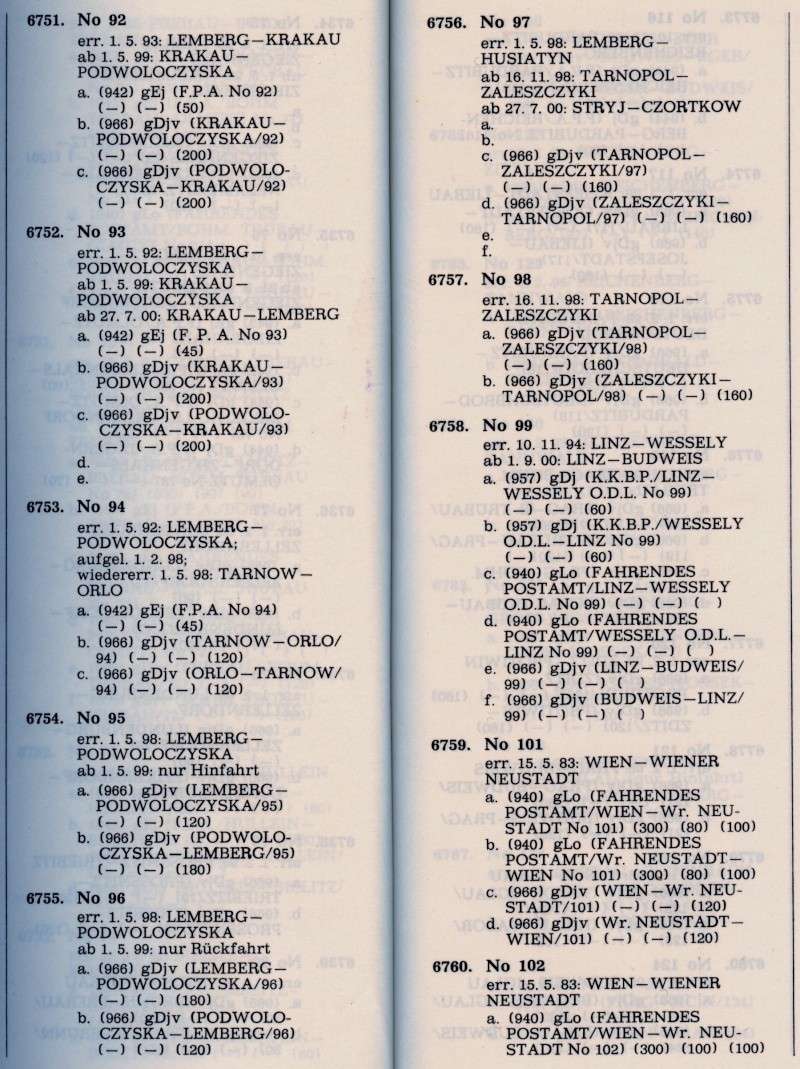 6751. No 92
err. 1. 5. 93: LEMBERG—KRAKAU
ab 1. 5. 99: KRAKAU—
PODWOLOCZYSKA
a. (942) gEj (F.P.A. No 92)
(—) (—) (50)
b. (966) gDjv (KRAKAU—
PODWOLOCZYSKA/92)
(—) (—) (200)
c. (966) gDjv (PODWOLO-
CZYSKA—KRAKAU/92)
(—) (—) (200)
6752. No 93
err. 1. 5. 92: LEMBERG—
PODWOLOCZYSKA
ab 1. 5. 99: KRAKAU—
PODWOLOCZYSKA
ab 27. 7. 00: KRAKAU—LEMBERG
a. (942) gEj (F. P. A. No 93)
(—) (—) (45)
b. (966) gDjv (KRAKAU—
PODWOLOCZYSKA/93)
(—) (—) (200)
c. (966) gDjv (PODWOLO-
CZYSKA—KRAKAU/93)
(—) (—) (200)
d.
e.
6753. No 94
err. 1. 5. 92: LEMBERG—
PODWOLOCZYSKA;
aufgel. 1. 2. 98;
wiedererr. 1. 5. 98: TARNOW—
ORLO
a. (942) gEj (F.P.A. No 94)
(—) (—) (45)
b. (966) gDjv (TARNOW—ORLO/
94) (—) (—) (120)
c. (966) gDjv (ORLO—TARNOW/
94) (—) (—) (120)
6754. No 95
err. 1. 5. 98: LEMBERG—
PODWOLOCZYSKA
ab 1. 5. 99: nur Hinfahrt
a. (966) gDjv (LEMBERG—
PODWOLOCZYSKA/95)
(—) (—) (120)
b. (966) gDjv (PODWOLO-
CZYSKA—LEMBERG/95)
(—) (—) (180)
6755. No 96
err. 1. 5. 98: LEMBERG—
PODWOLOCZYSKA
ab 1. 5. 99: nur Rückfahrt
a. (966) gDjv (LEMBERG—
PODWOLOCZYSKA/96)
(—) (—) (180)
b. (966) gDjv (PODWOLO-
CZYSKA—LEMBERG/96)
(—) (—) (120)
6756. No 97
err. 1. 5. 98: LEMBERG—
HUSIATYN
ab 16. 11. 98: TARNOPOL—
ZALESZCZYKI
ab 27. 7. 00: STRYJ—CZORTKOW
a.
b.
c. (966) gDjv (TARNOPOL—
ZALESZCZYKI/97)
(—) (—) (160)
d. (966) gDjv (ZALESZCZYKI—
TARNOPOL/97) (—) (—) (160)
e.
f.
6757. No 98
err. 16. 11. 98: TARNOPOL—
ZALESZCZYKI
a. (966) gDjv (TARNOPOL—
ZALESZCZYKI/98)
(—) (—) (160)
b. (966) gDjv (ZALESZCZYKI—
TARNOPOL/98) (—) (—) (160)
6758. No 99
err. 10. 11. 94: LINZ—WESSELY
ab 1. 9. 00: LINZ—BUDWEIS
a. (957) gDj (K.K.B.P./LINZ—
WESSELY O.D.L. No 99)
(—) (—) (60)
b. (957) gDj (K.K.B.P./WESSELY
O.D.L.—LINZ No 99)
(—) (—) (60)
c. (940) gLo (FAHRENDES
POSTAMT/LINZ—WESSELY
O.D.L. No 99) (—) (—) ( )
d. (940) gLo (FAHRENDES
POSTAMT/WESSELY O.D.L.—
LINZ No 99) (—) (—) ( )
e. (966) gDjv (LINZ—BUDWEIS/
99) (—) (—) ( )
f. (966) gDjv (BUDWEIS—LINZ/
99) (—) (—) ( )
6759. No 101
err. 15. 5. 83: WIEN—WIENER
NEUSTADT
a. (940) gLo (FAHRENDES
POSTAMT/WIEN—Wr. NEU-
STADT No 101) (300) (80) (100)
b. (940) gLo (FAHRENDES
POSTAMT/Wr. NEUSTADT—
WIEN No 101) (300) (80) (100)
c. (966) gDjv (WIEN—Wr. NEU-
STADT/101) (—) (—) (120)
d. (966) gDjv (Wr. NEUSTADT—
WIEN/101) (—) (—) (120)
6760. No 102
err. 15. 5. 83: WIEN—WIENER
NEUSTADT
a. (940) gLo (FAHRENDES
POSTAMT/WIEN—Wr. NEU-
STADT No 102) (300) (100) (100)